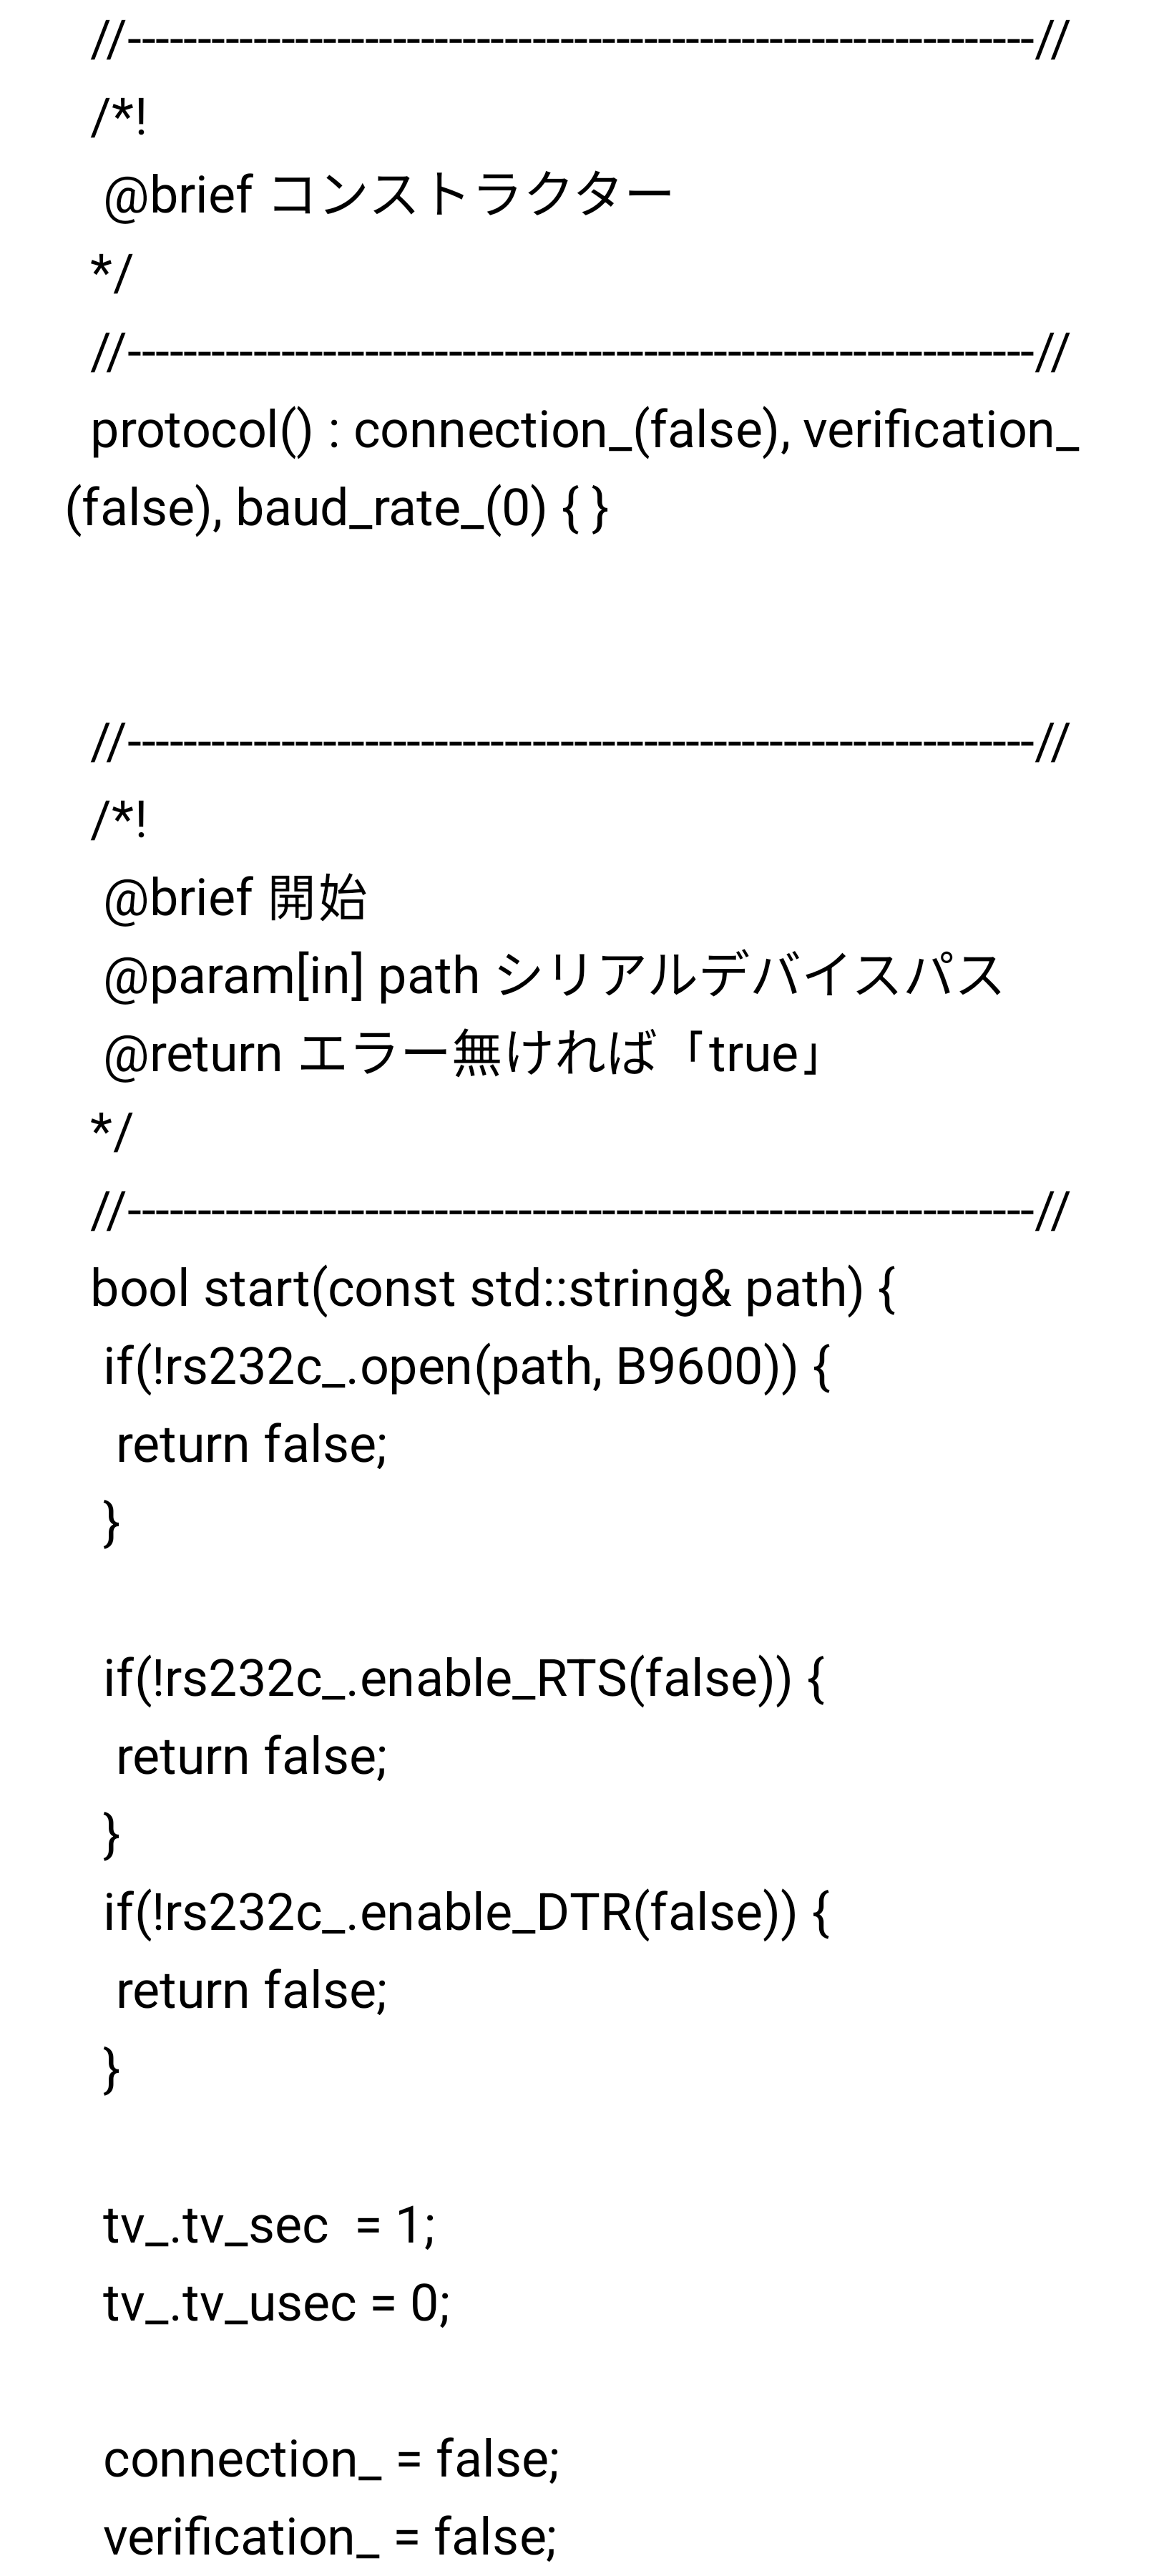 //-----------------------------------------------------------------//
/*!
@brief コンストラクター
*/
//-----------------------------------------------------------------//
protocol() : connection_(false), verification_
(false), baud_rate_(0) { }
//-----------------------------------------------------------------//
/*!
@brief 開始
@param[in] path シリアルデバイスパス
@return エラー無ければ「true」
*/
//-----------------------------------------------------------------//
bool start(const std::string& path) {
if(!rs232c_.open(path, B9600)) {
return false;
}
if(!rs232c_.enable_RTS(false)) {
return false;
}
if(!rs232c_.enable_DTR(false)) {
return false;
}
tv_.tv_sec  = 1;
tv_.tv_usec = 0;
connection_ = false;
verification_ = false;